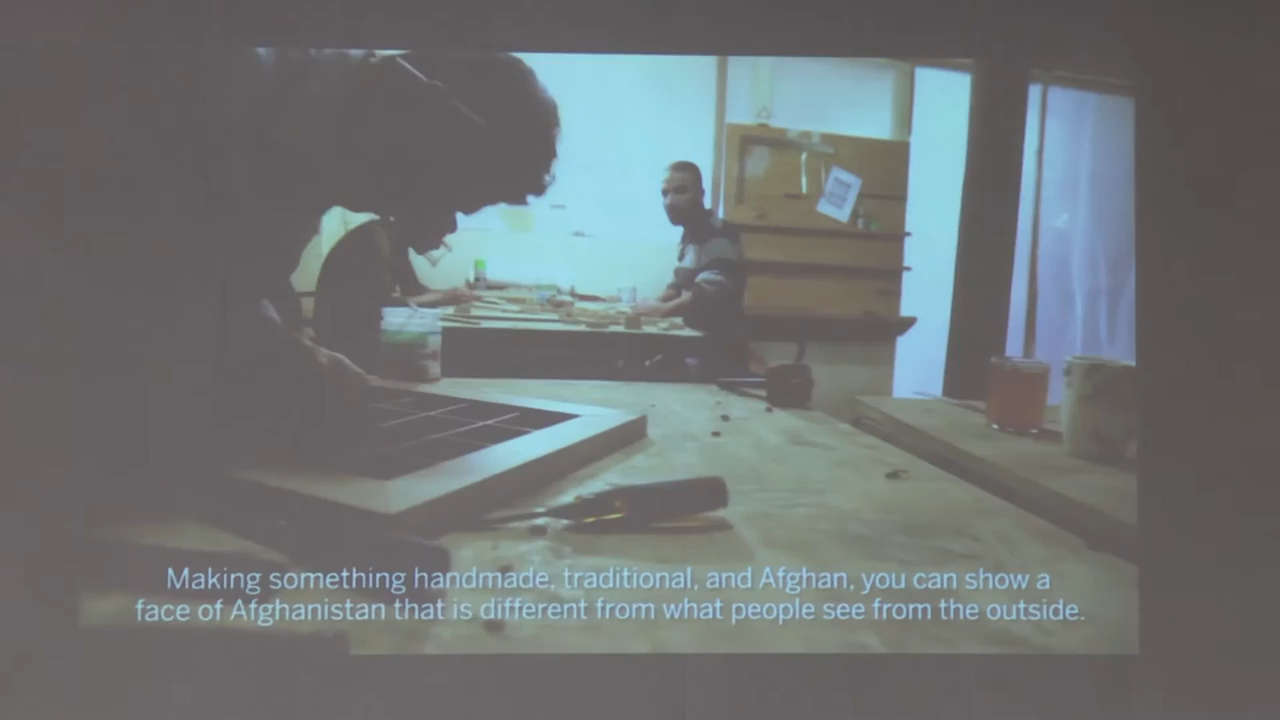 Making something handmade, traditional, and Afghan, you can show a
face of Afghanistan that is different from what people see from the outside.